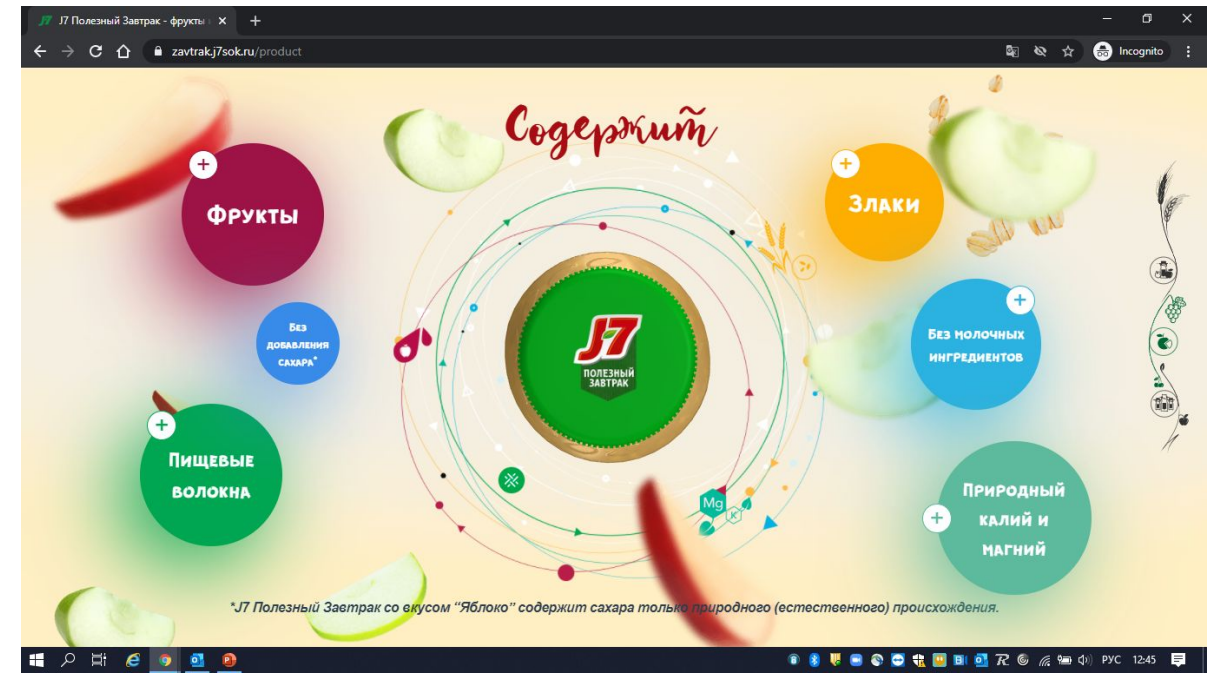 J7 Полезный Завтрак - фрукты
zavtrak.j7sok.ru/product
Incognito
Содержит
Фрукты
Злаки
Без
добавления
сахара*
Без молочных
ингредиентов
J7
ПОЛЕЗНЫЙ
ЗАВТРАК
Пищевые
волокна
Природный
калий и
магний
Mg
K
*J7 Полезный Завтрак со вкусом “Яблоко” содержит сахара только природного (естественного) происхождения.
РУС
12:45